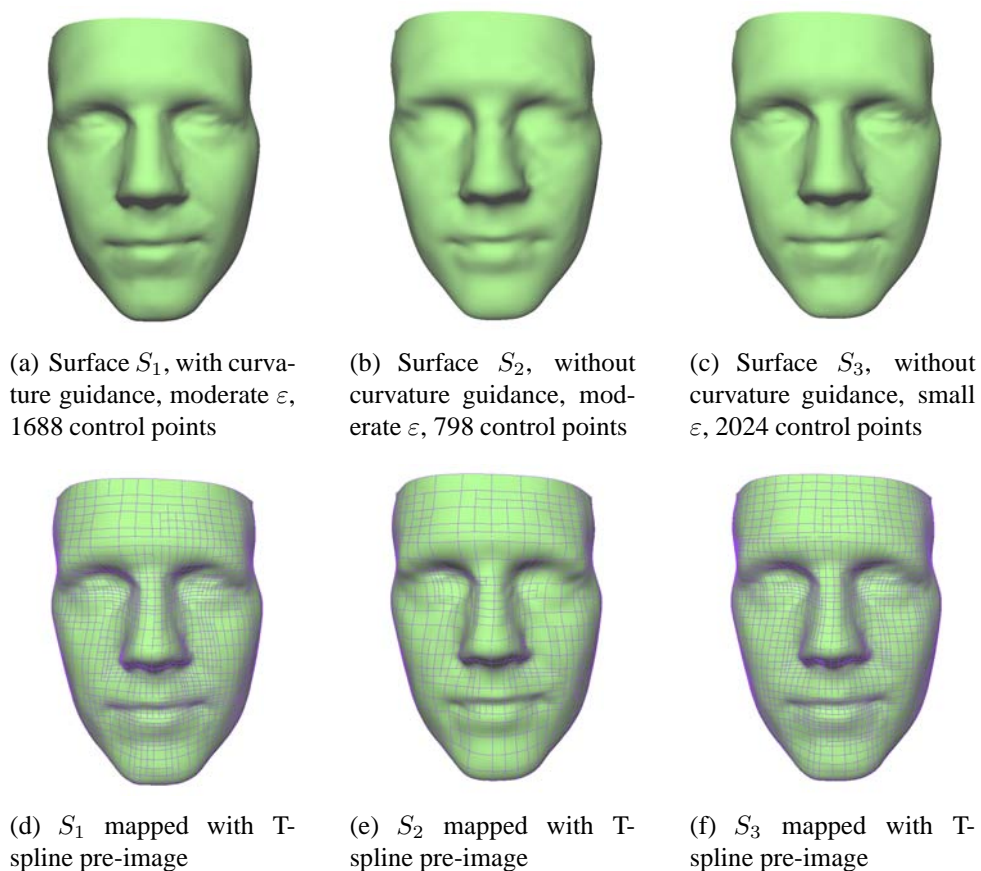 (a) Surface S₁, with curva-
ture guidance, moderate ε,
1688 control points
(b) Surface S₂, without
curvature guidance, mod-
erate ε, 798 control points
(c) Surface S₃, without
curvature guidance, small
ε, 2024 control points
(d) S₁ mapped with T-
spline pre-image
(e) S₂ mapped with T-
spline pre-image
(f) S₃ mapped with T-
spline pre-image